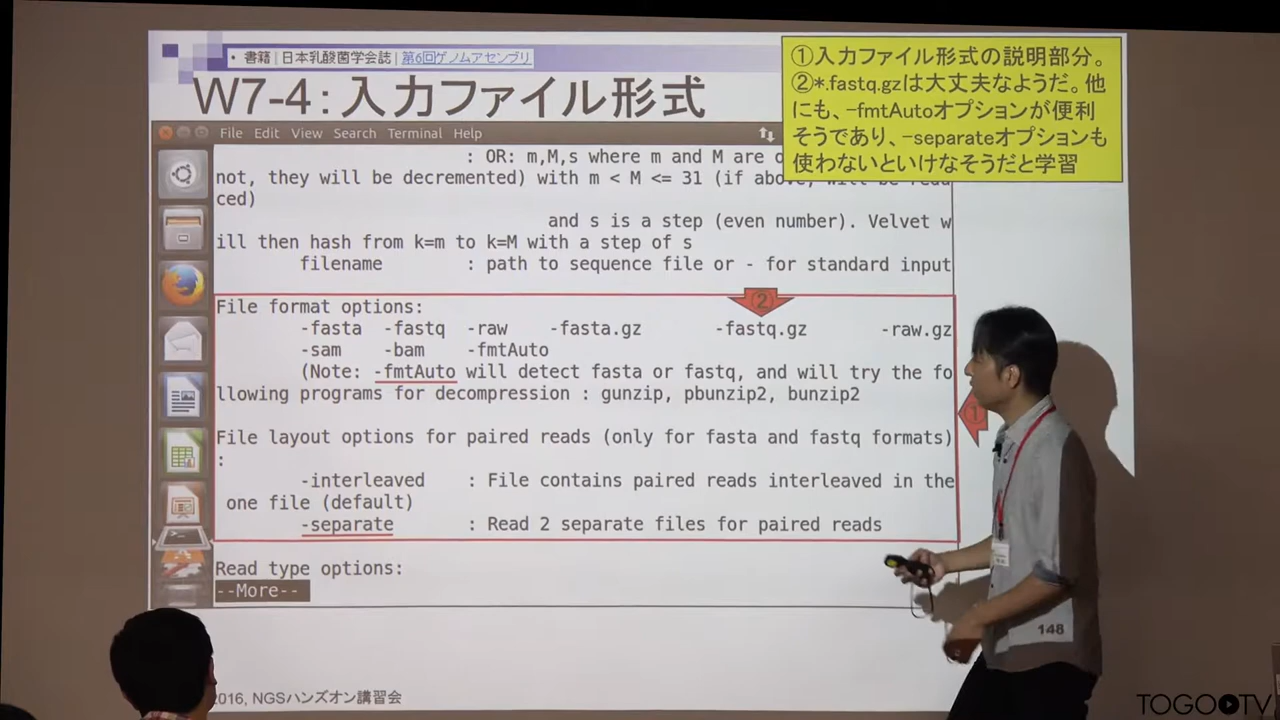 • 書籍 | 日本乳酸菌学会誌 | 第6回ゲノムアセンブリ
W7-4：入力ファイル形式
①入力ファイル形式の説明部分。
②*.fastq.gzは大丈夫なようだ。他
にも、-fmtAutoオプションが便利
そうであり、-separateオプションも
使わないといけなそうだと学習
File Edit View Search Terminal Help
: OR: m,M,s where m and M are o
not, they will be decremented) with m < M <= 31 (if above, will be redu
ced)
and s is a step (even number). Velvet w
ill then hash from k=m to k=M with a step of s
filename : path to sequence file or - for standard input
②
File format options:
-fasta -fastq -raw -fasta.gz -fastq.gz -raw.gz
-sam -bam -fmtAuto
(Note: -fmtAuto will detect fasta or fastq, and will try the fo
llowing programs for decompression : gunzip, pbunzip2, bunzip2
①
File layout options for paired reads (only for fasta and fastq formats)
:
-interleaved : File contains paired reads interleaved in the
one file (default)
-separate : Read 2 separate files for paired reads
Read type options:
--More--
148
2016, NGSハンズオン講習会
TOGOTV